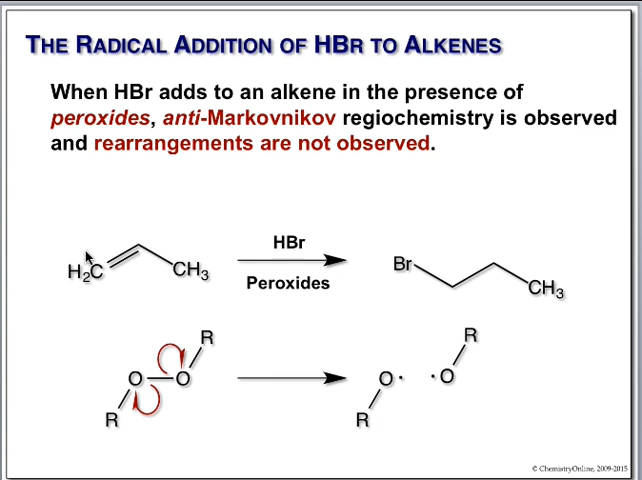 THE RADICAL ADDITION OF HBR TO ALKENES
When HBr adds to an alkene in the presence of
peroxides, anti-Markovnikov regiochemistry is observed
and rearrangements are not observed.
H₂C
CH₃
HBr
Peroxides
Br
CH₃
R
O
O
R
R
O
O
R
© ChemistryOnline, 2009-2015